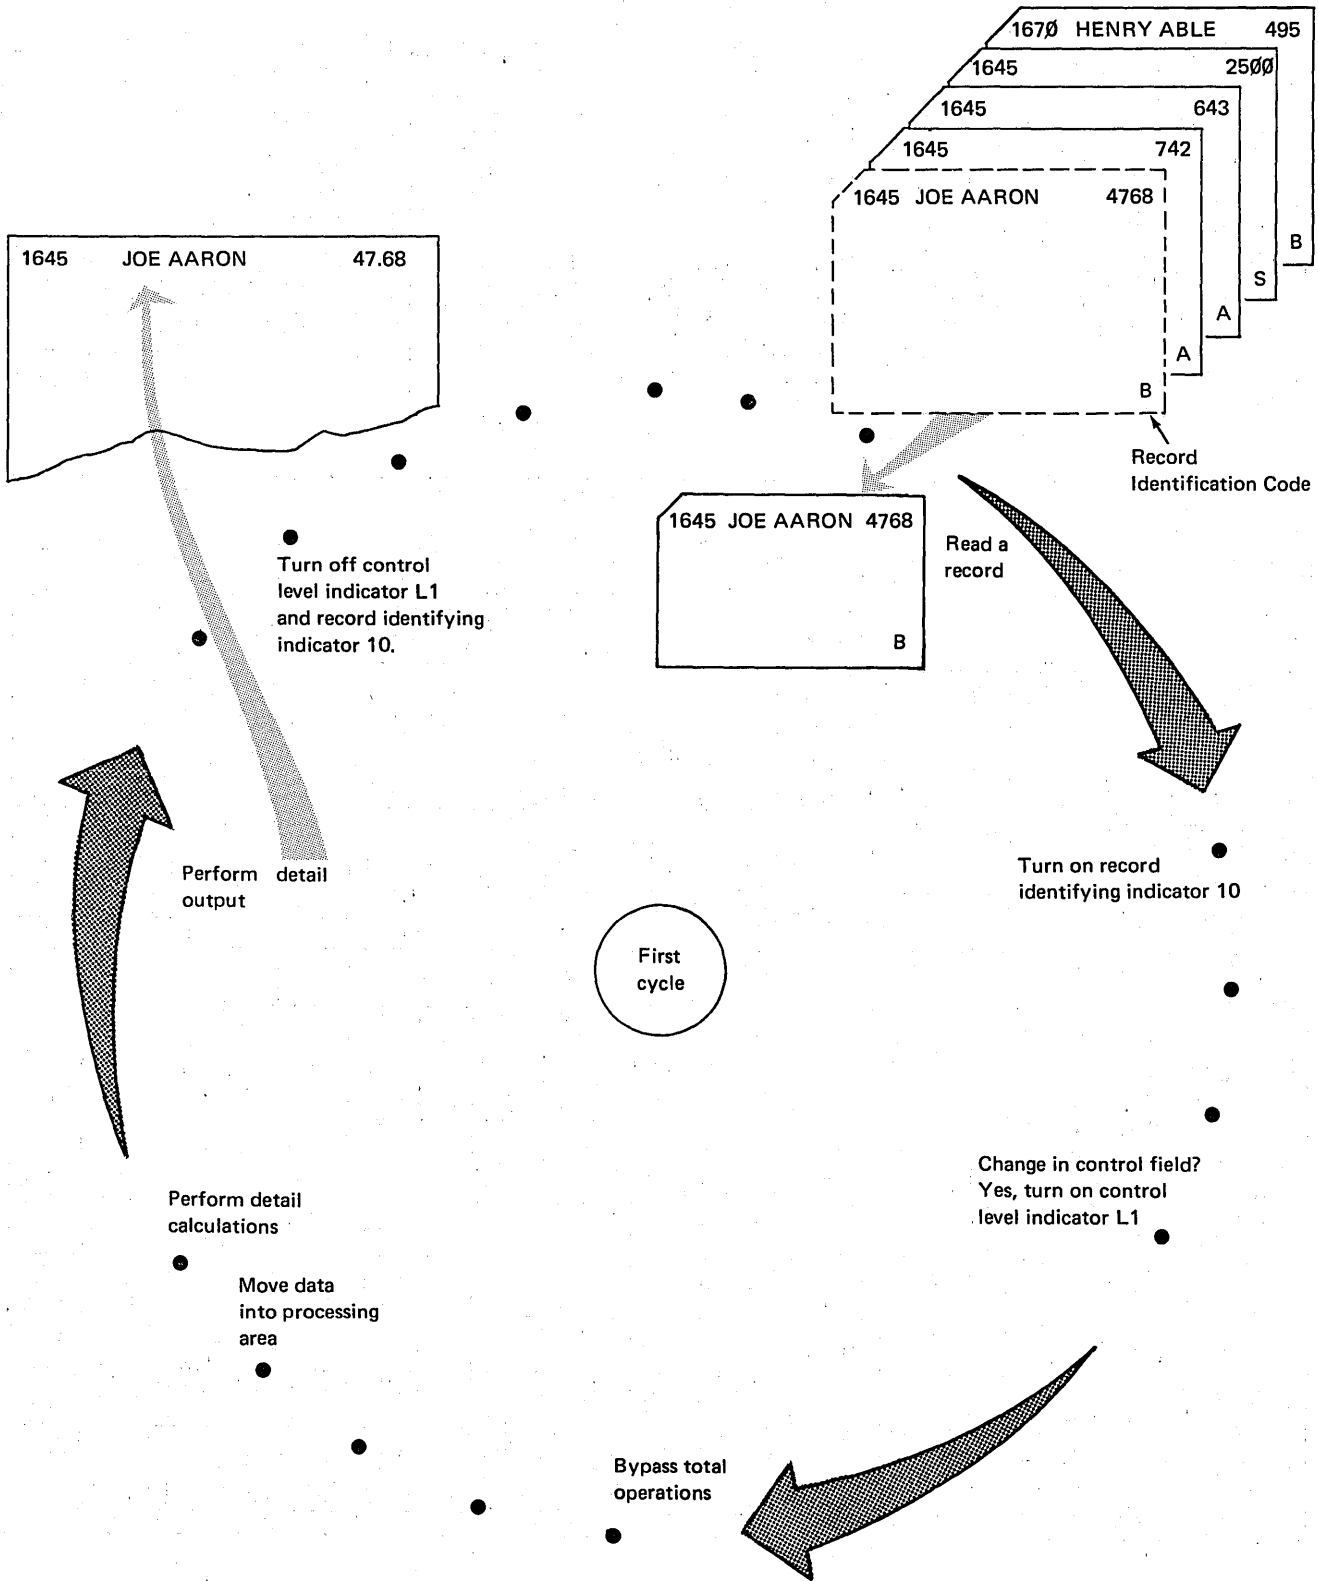 167Ø HENRY ABLE 495
1645 25ØØ
1645 643
1645 742
1645 JOE AARON 4768
B
S
A
A
B
Record
Identification Code
1645 JOE AARON 47.68
1645 JOE AARON 4768
B
Read a
record
Turn off control
level indicator L1
and record identifying
indicator 10.
Turn on record
identifying indicator 10
Perform detail
output
First
cycle
Change in control field?
Yes, turn on control
level indicator L1
Perform detail
calculations
Move data
into processing
area
Bypass total
operations